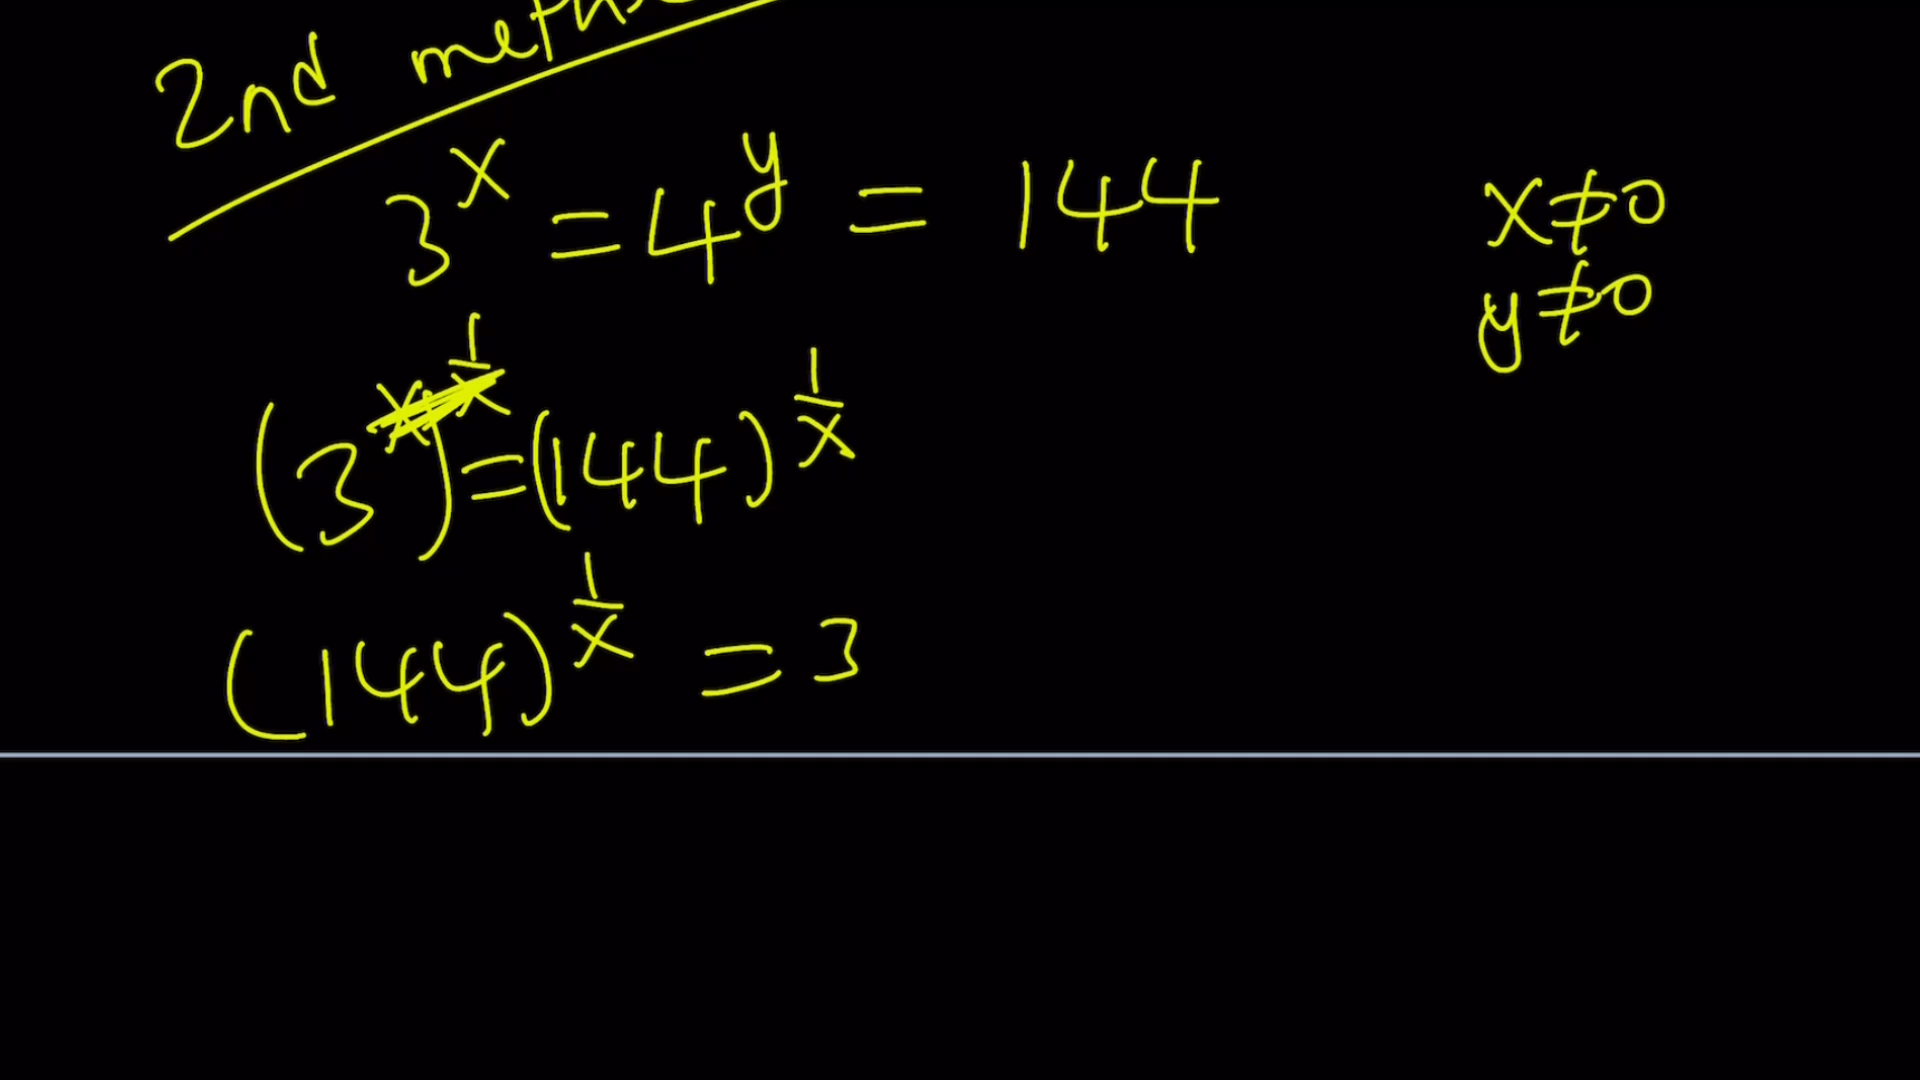 2nd meth
3^x = 4^y = 144
x ≠ 0
y ≠ 0
(3^x)^(1/x) = (144)^(1/x)
(144)^(1/x) = 3